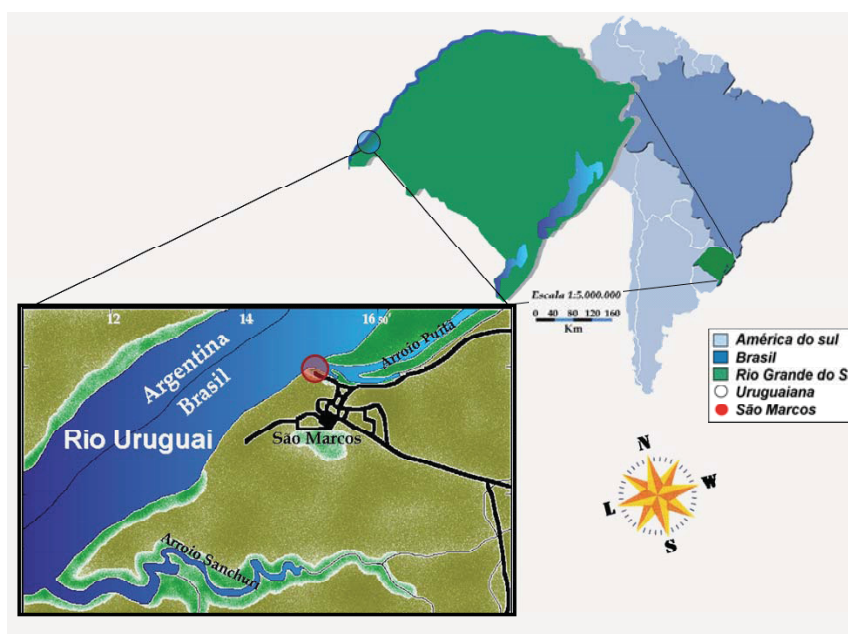 Escala 1:5.000.000
0 40 80 120 160
Km
América do sul
Brasil
Rio Grande do S
Uruguaiana
São Marcos
12
14
16 50'
Argentina
Brasil
Rio Uruguai
Arroio Puitã
São Marcos
Arroio Sanchuri
N
L
W
S